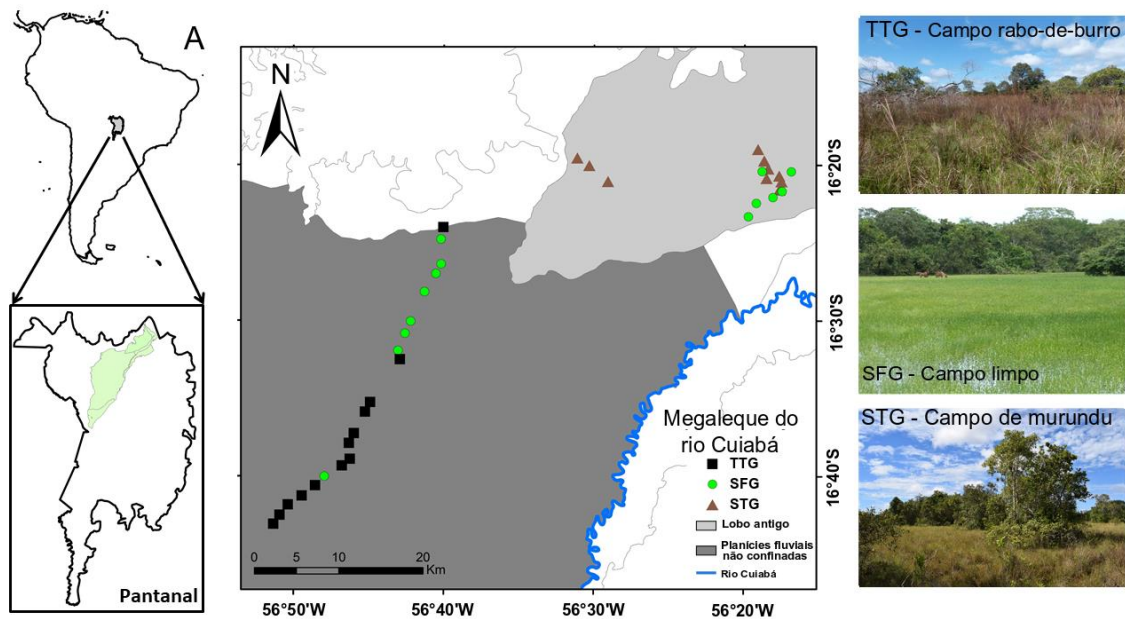 A
Pantanal
N
16°20'S
16°30'S
16°40'S
Megaleque do
rio Cuiabá
TTG
SFG
STG
Lobo antigo
Planícies fluviais
não confinadas
Rio Cuiabá
0 5 10 20
Km
56°50'W 56°40'W 56°30'W 56°20'W
TTG - Campo rabo-de-burro
SFG - Campo limpo
STG - Campo de murundu